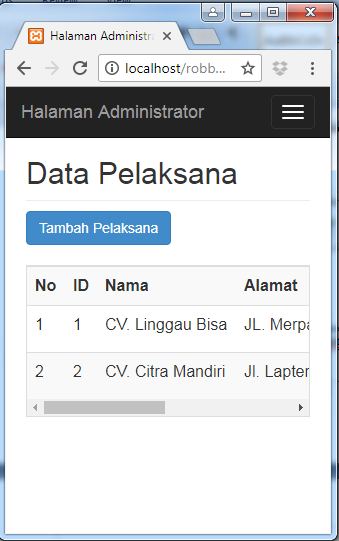 Halaman Administra
localhost/robb...
Halaman Administrator
Data Pelaksana
Tambah Pelaksana
No ID Nama Alamat
1 1 CV. Linggau Bisa JL. Merpa
2 2 CV. Citra Mandiri Jl. Lapter